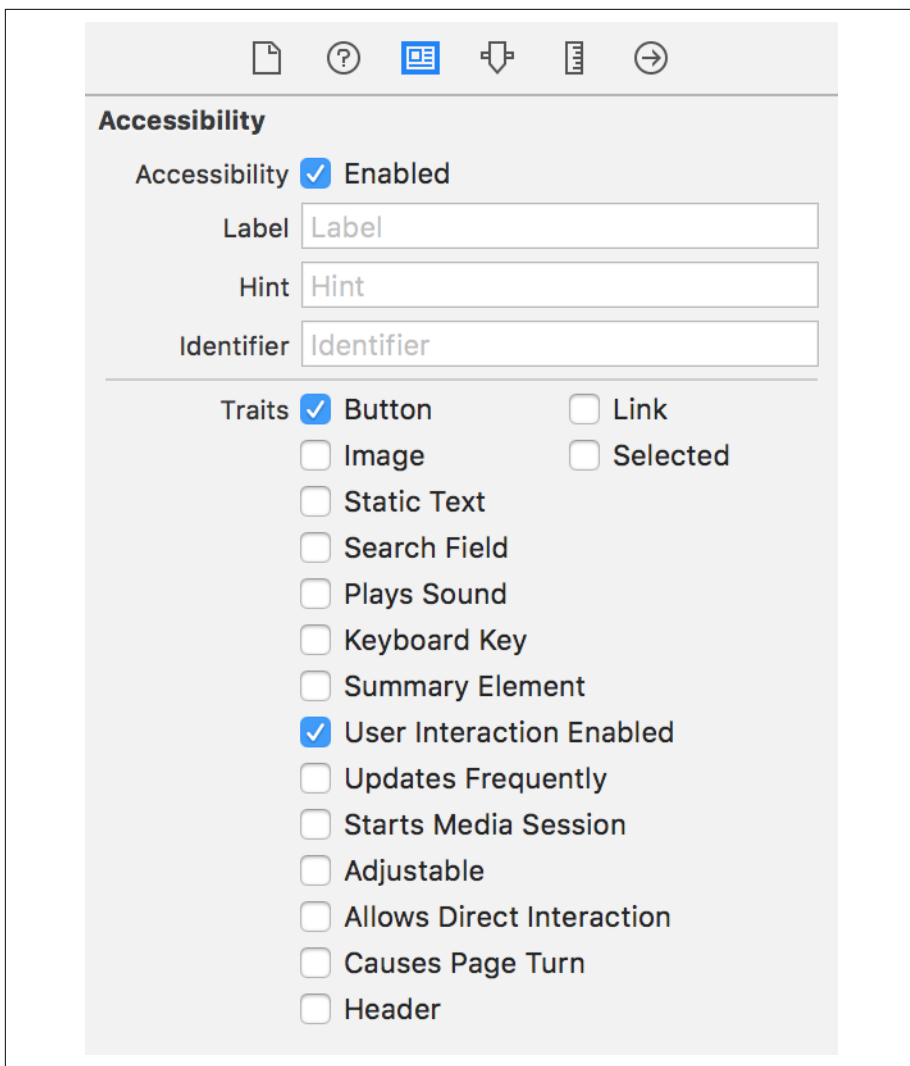 Accessibility
Accessibility Enabled
Label Label
Hint Hint
Identifier Identifier
Traits Button Link
Image Selected
Static Text
Search Field
Plays Sound
Keyboard Key
Summary Element
User Interaction Enabled
Updates Frequently
Starts Media Session
Adjustable
Allows Direct Interaction
Causes Page Turn
Header